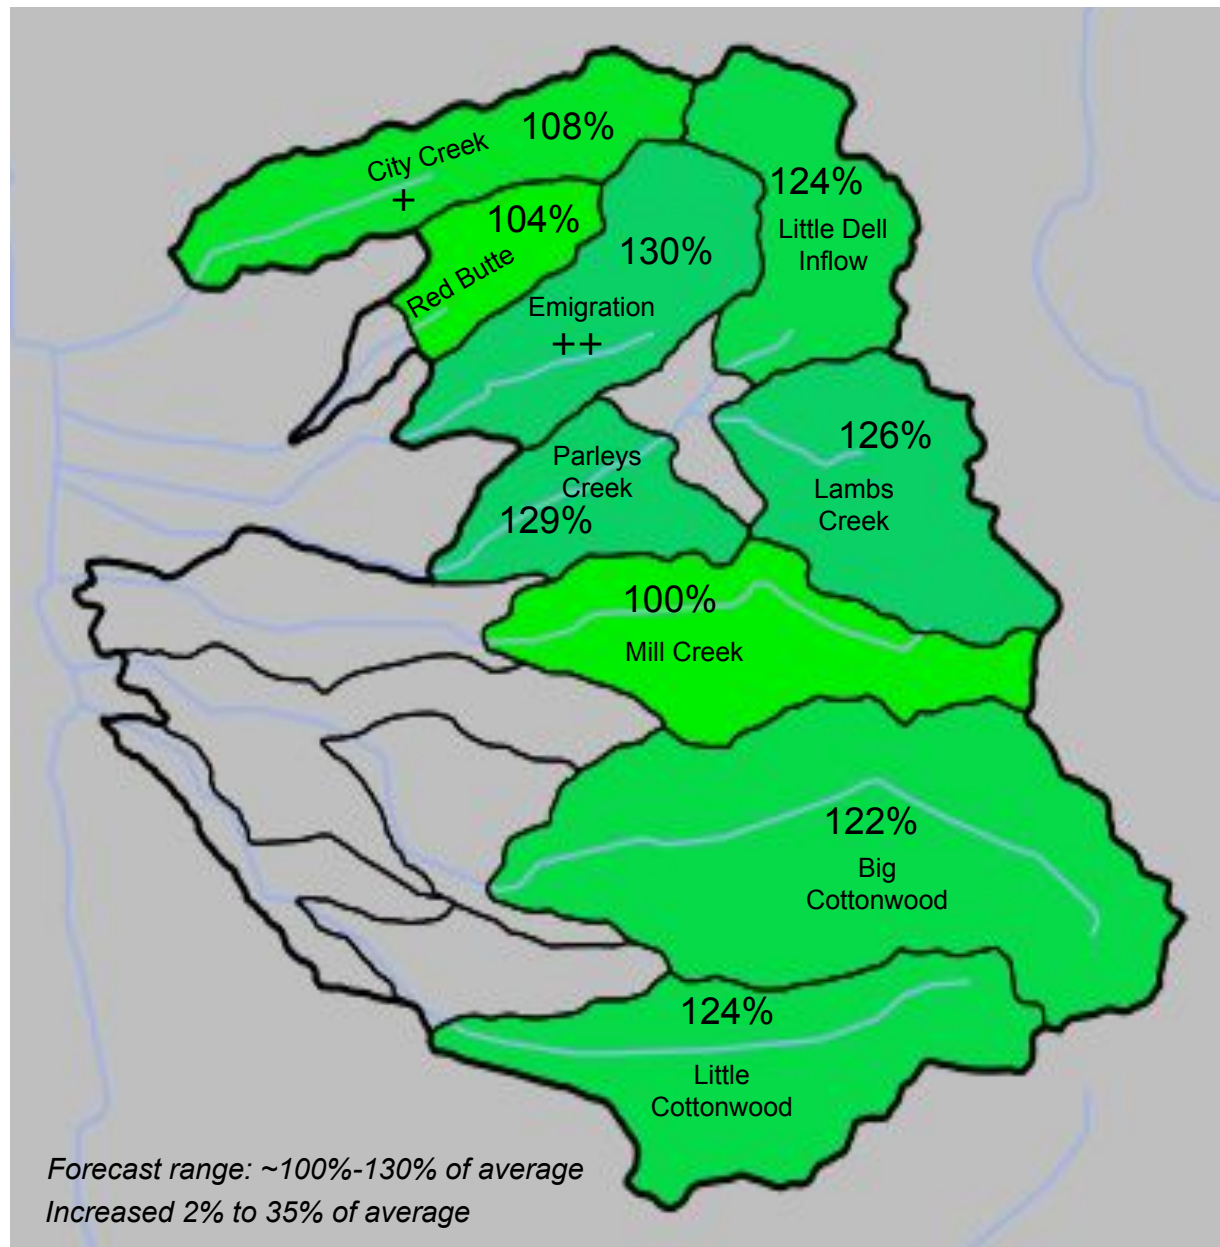 108%
City Creek
+
104%
Red Butte
130%
Emigration
++
124%
Little Dell
Inflow
126%
Lambs
Creek
Parleys
Creek
129%
100%
Mill Creek
122%
Big
Cottonwood
124%
Little
Cottonwood
Forecast range: ~100%-130% of average
Increased 2% to 35% of average